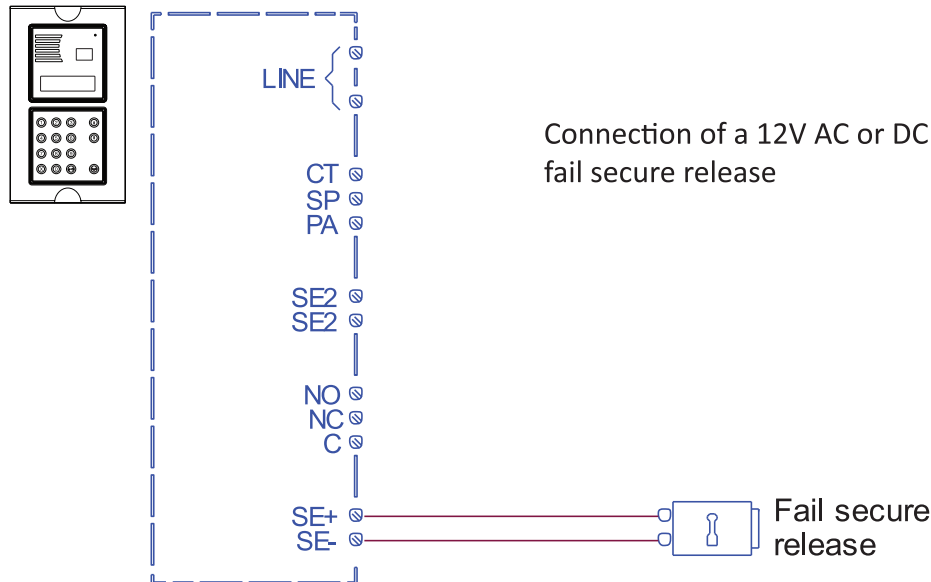 LINE
Connection of a 12V AC or DC
fail secure release
CT
SP
PA
SE2
SE2
NO
NC
C
SE+
SE-
Fail secure
release